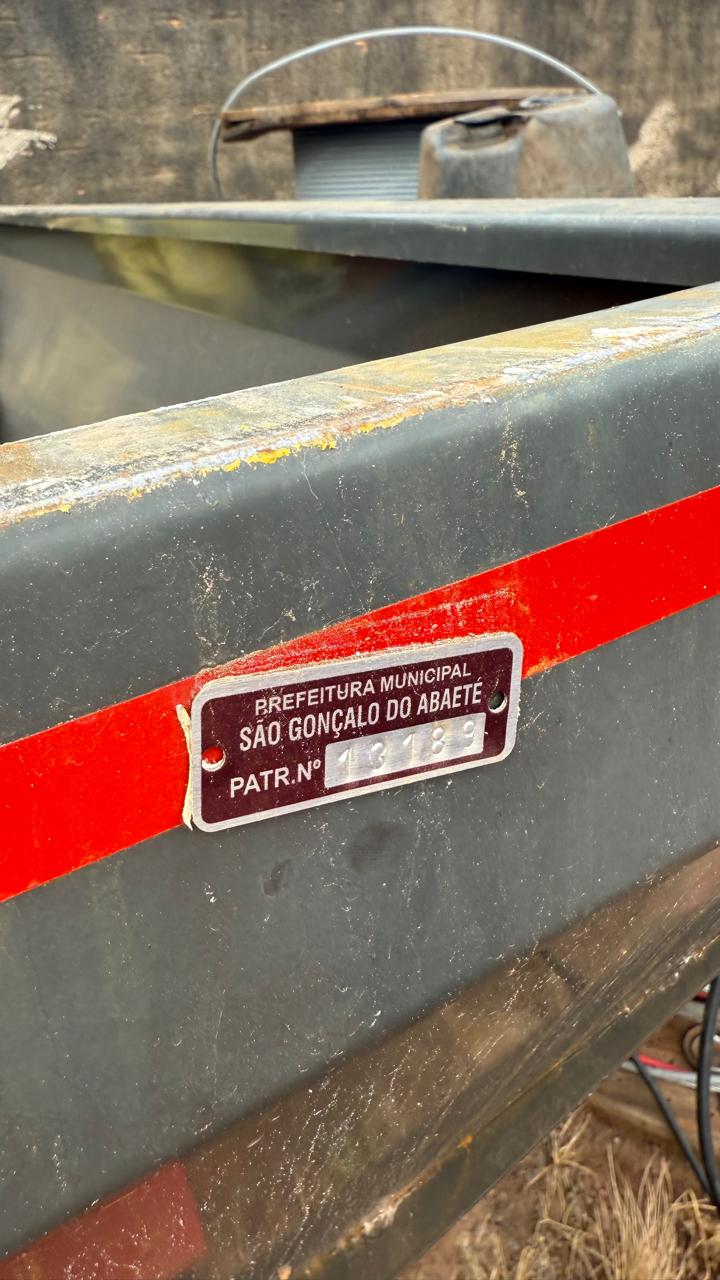 PREFEITURA MUNICIPAL
SÃO GONÇALO DO ABAETÉ
PATR.Nº 13189